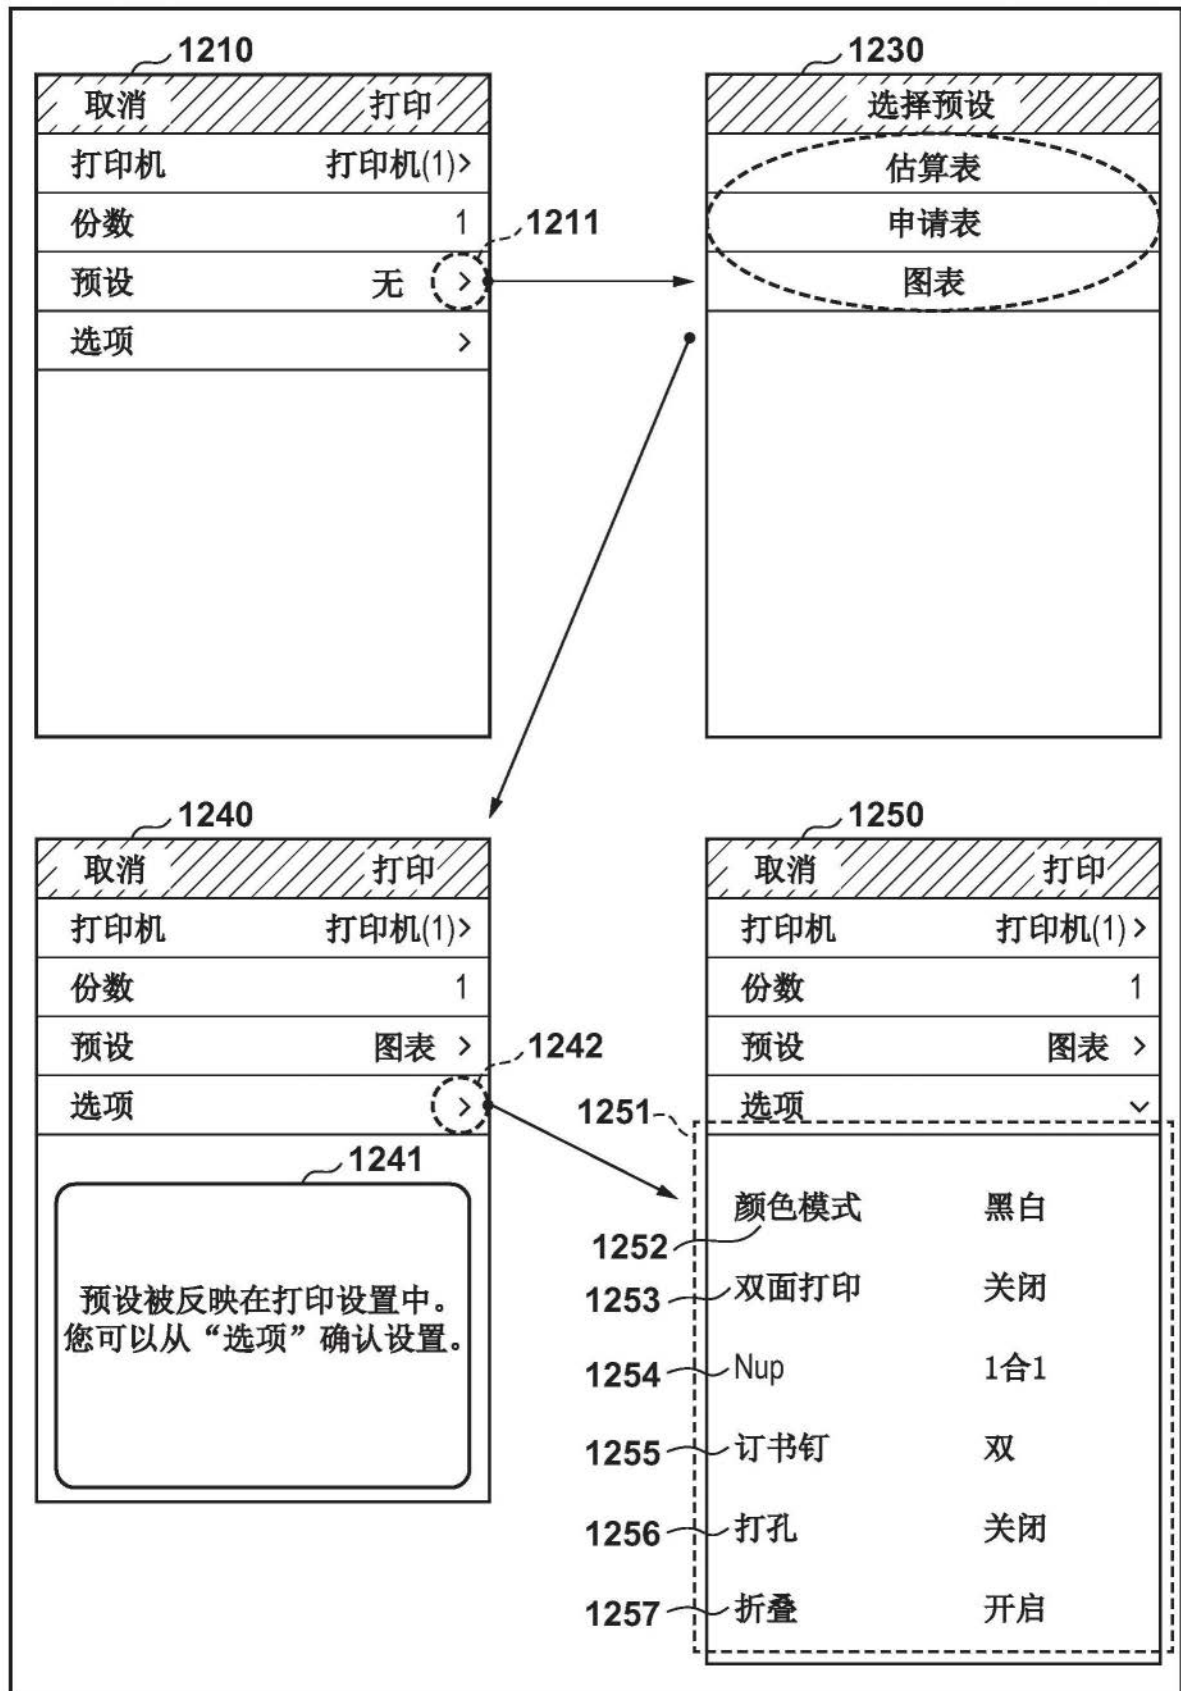 1210
取消 打印
打印机 打印机(1)>
份数 1
1211
预设 无 >
选项 >
1230
选择预设
估算表
申请表
图表
1240
取消 打印
打印机 打印机(1)>
份数 1
预设 图表 >
1242
选项 >
1241
预设被反映在打印设置中。
您可以从“选项”确认设置。
1250
取消 打印
打印机 打印机(1)>
份数 1
预设 图表 >
选项
1251
颜色模式 黑白
1252
双面打印 关闭
1253
Nup 1合1
1254
订书钉 双
1255
打孔 关闭
1256
折叠 开启
1257